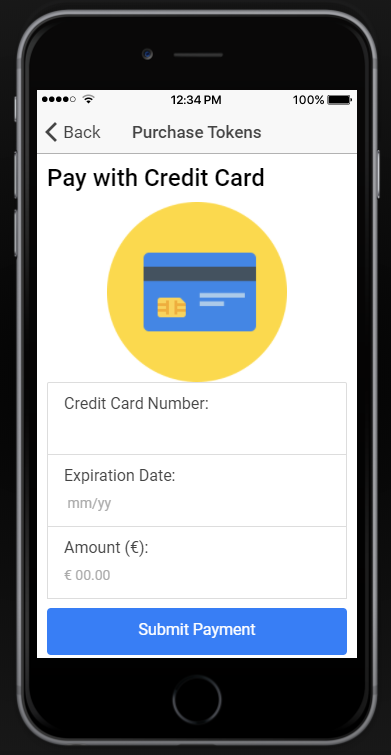 12:34 PM 100%
Back Purchase Tokens
Pay with Credit Card
Credit Card Number:
Expiration Date:
mm/yy
Amount (€):
€ 00.00
Submit Payment